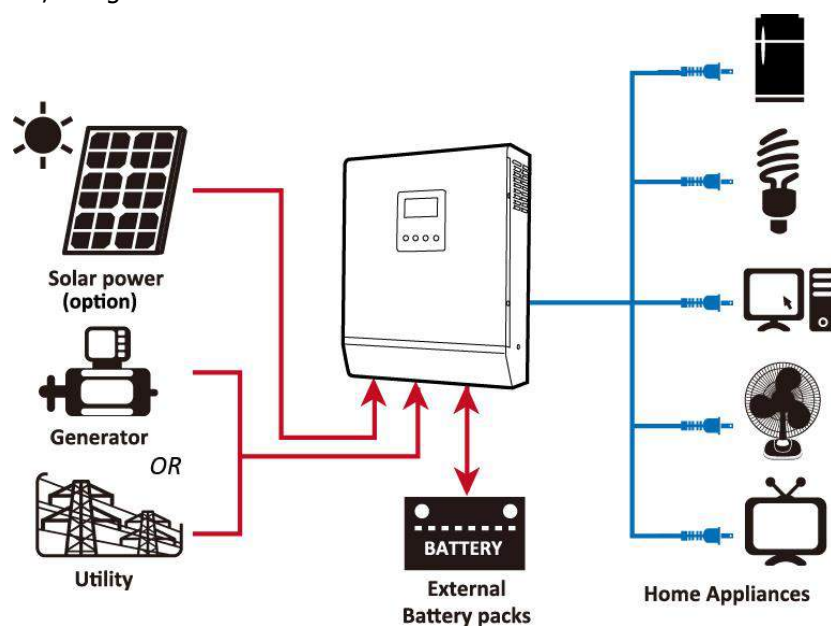 Solar power
(option)
Generator
OR
Utility
BATTERY
External
Battery packs
Home Appliances